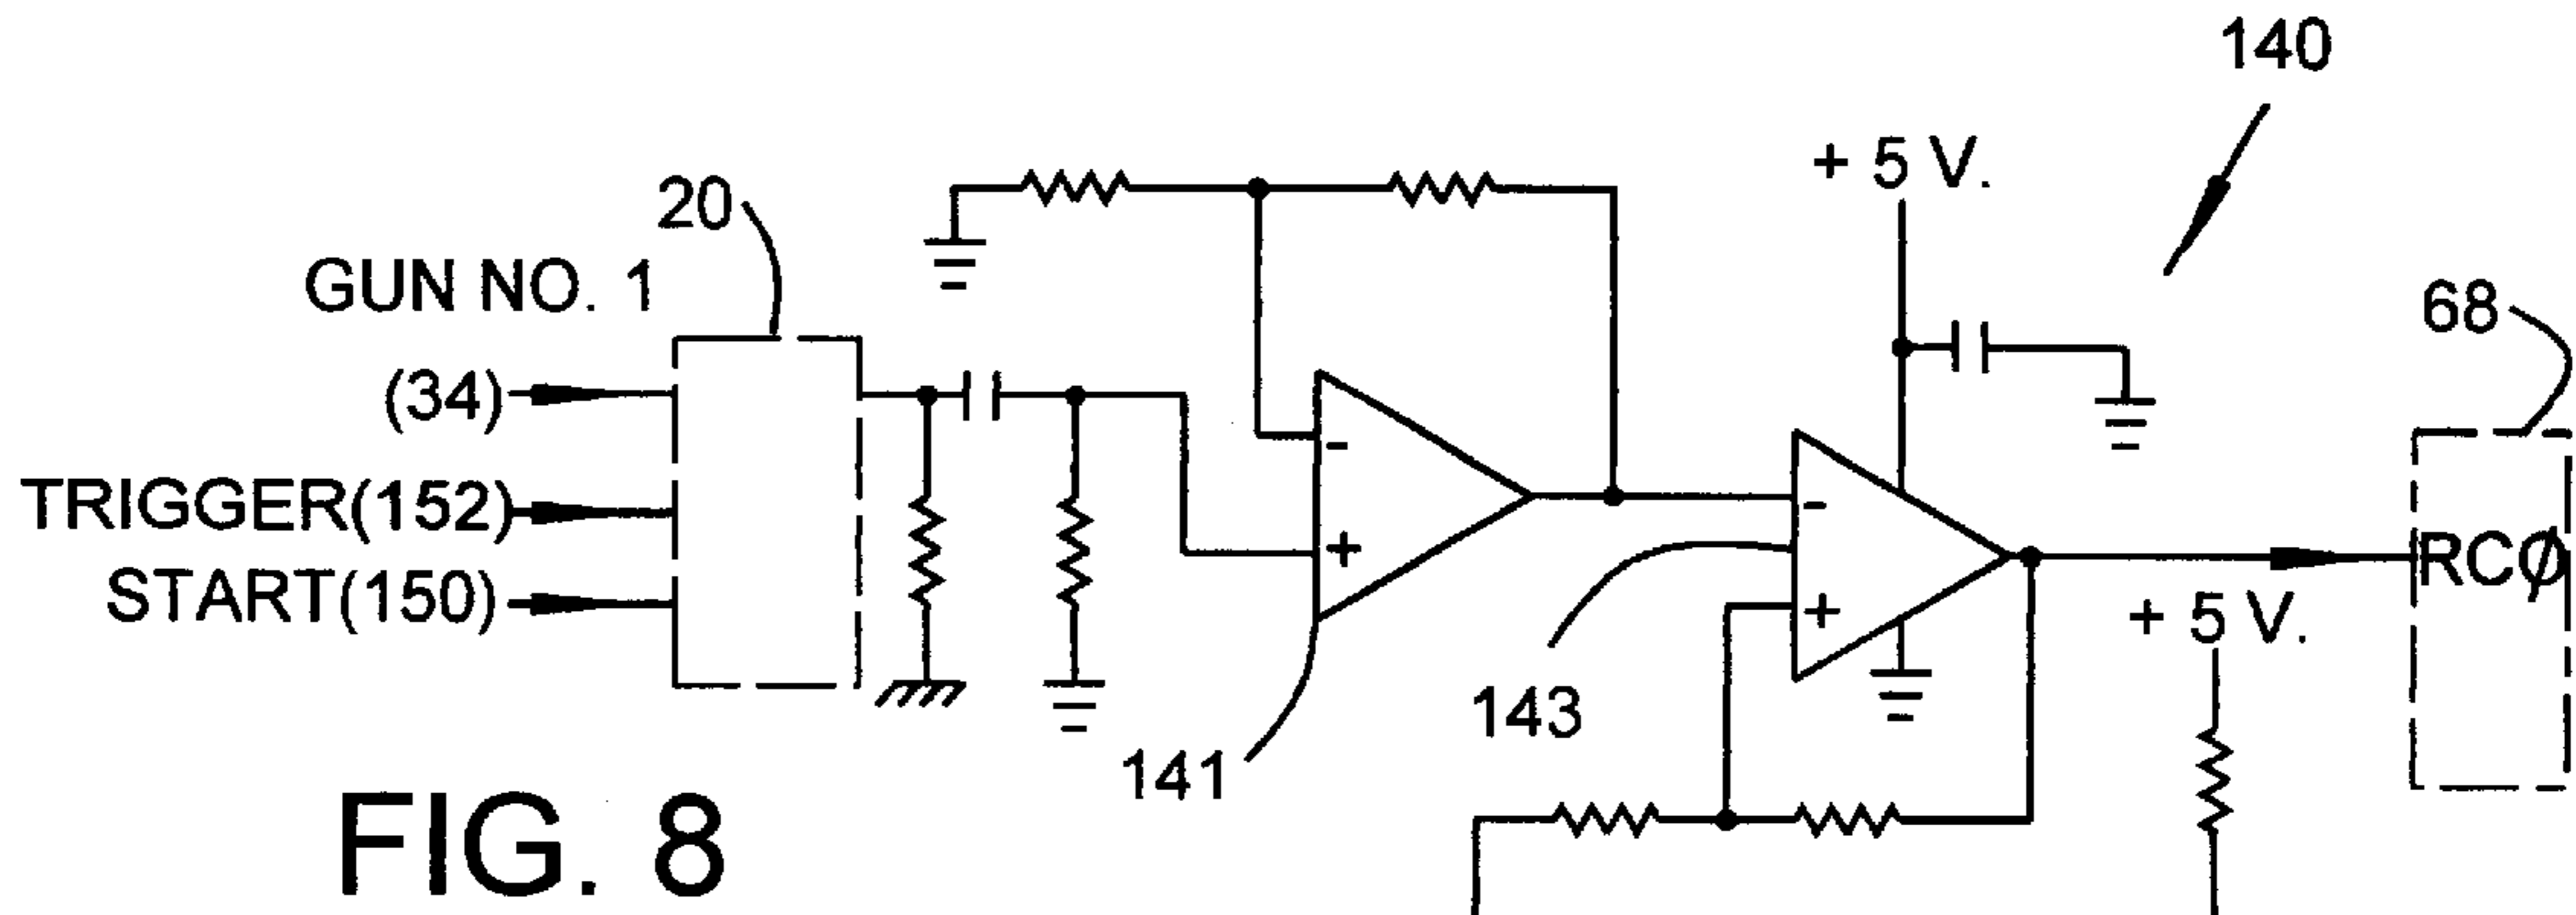 140
+ 5 V.
20
GUN NO. 1
68
(34)
-
TRIGGER(152)
-
+
RCØ
START(150)
+
+ 5 V.
143
141
FIG. 8